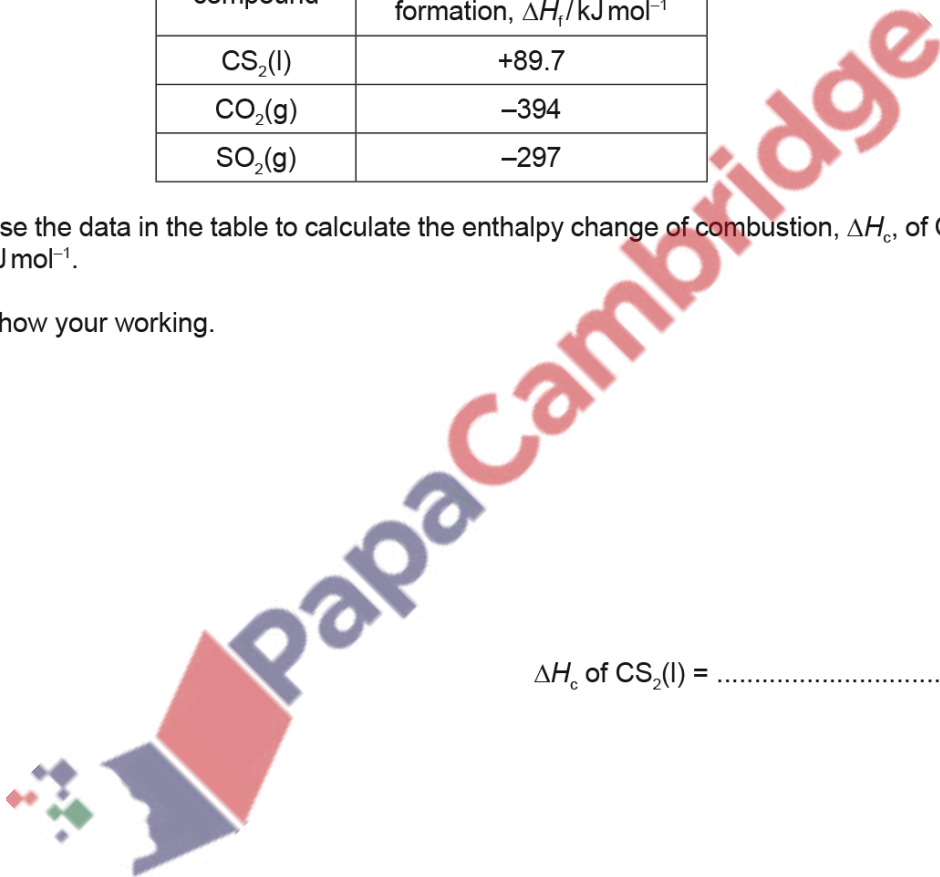 compound
formation, ΔHf / kJ mol–1
CS2(l) +89.7
CO2(g) –394
SO2(g) –297
se the data in the table to calculate the enthalpy change of combustion, ΔHc, of
J mol–1.
how your working.
ΔHc of CS2(l) = ..............................
PapaCambridge